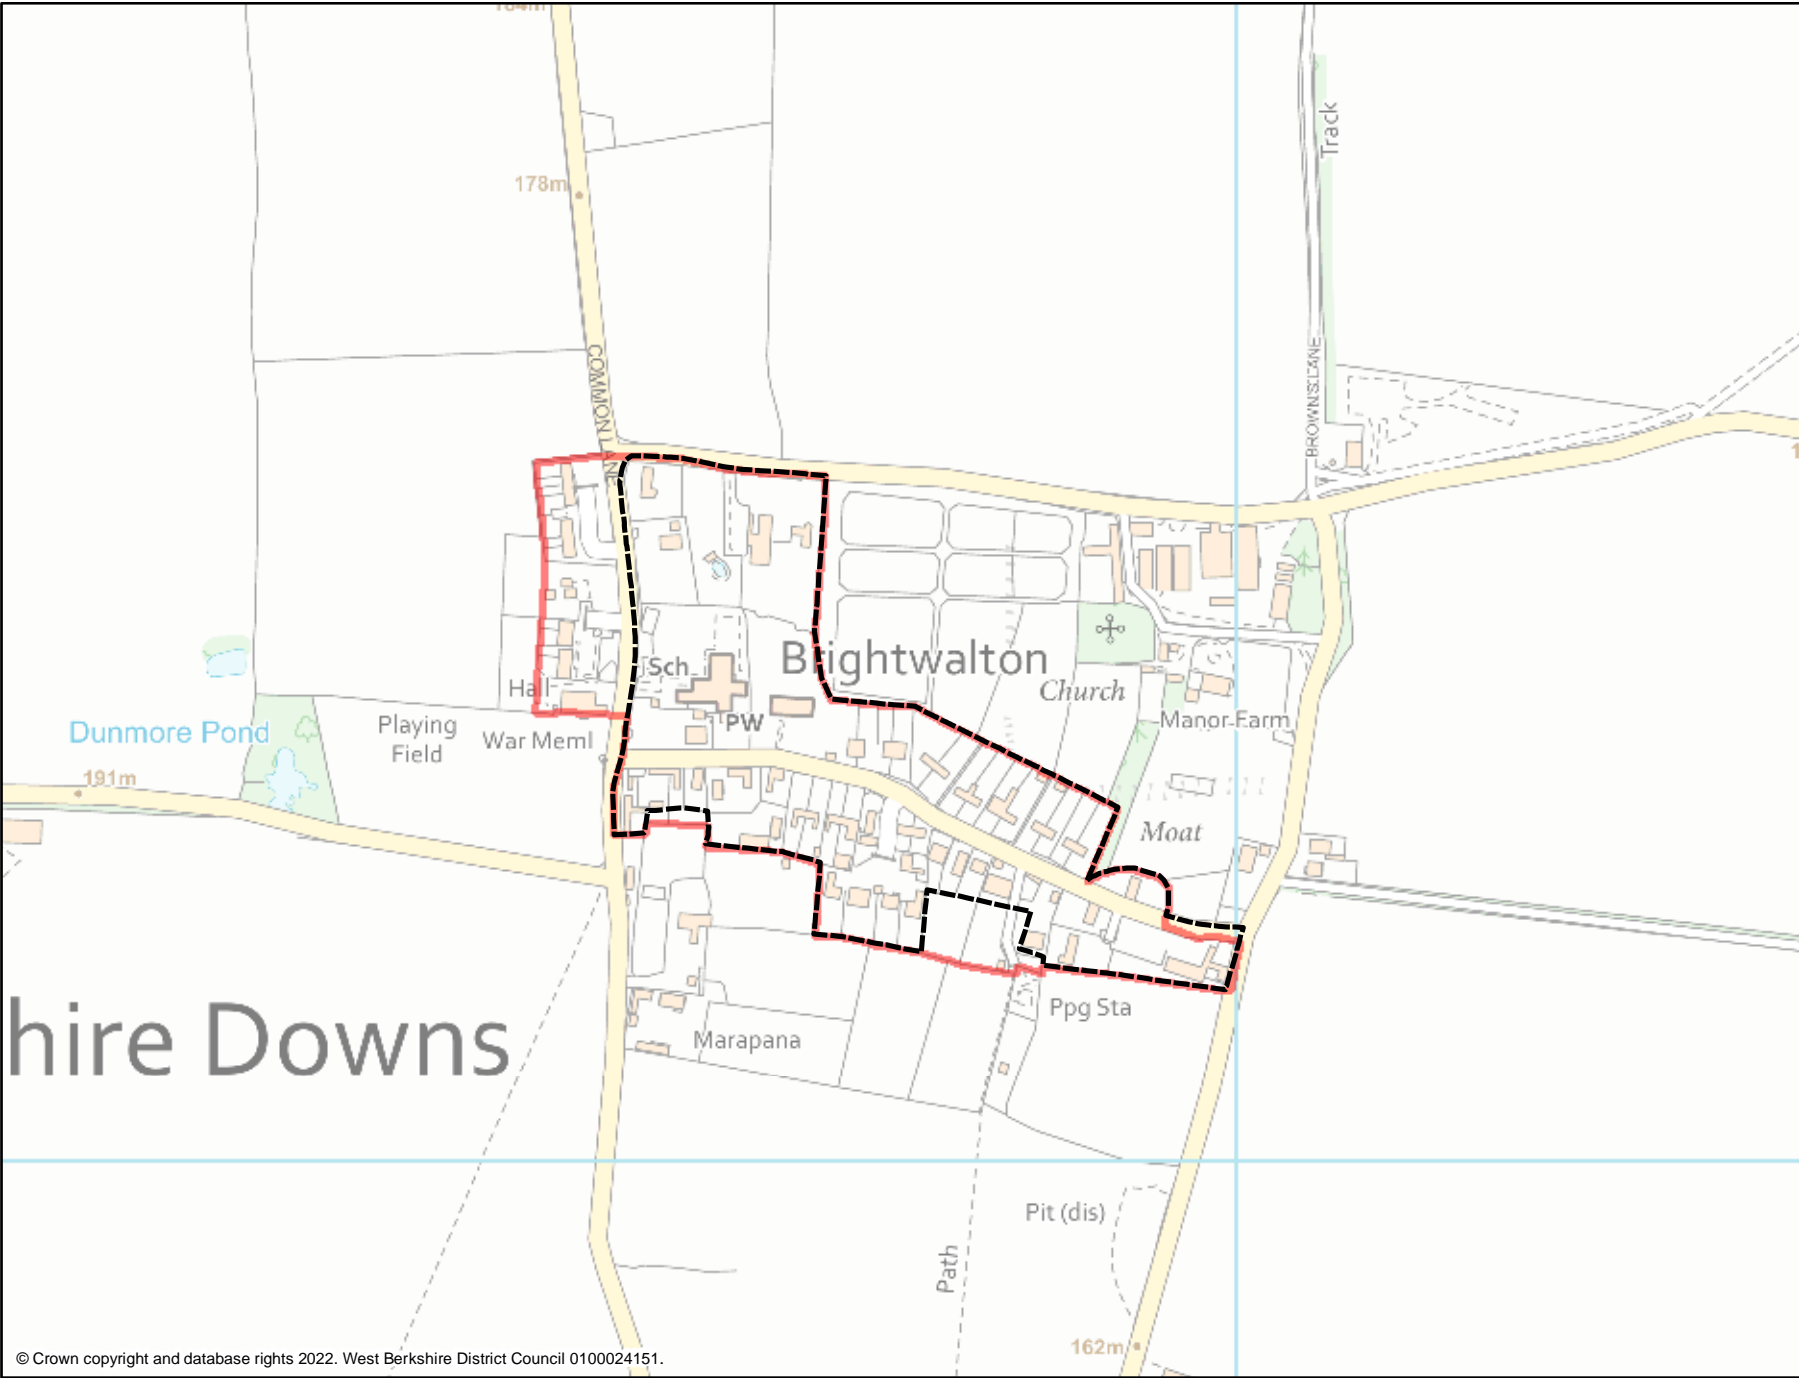 184m
Track
178m
COMMON LANE
BROWNS LANE
Brightwalton
Sch
Hall
Church
PW
Playing
Field
War Meml
Manor Farm
Dunmore Pond
191m
Moat
Ppg Sta
hire Downs
Marapana
Pit (dis)
Path
162m
© Crown copyright and database rights 2022. West Berkshire District Council 0100024151.